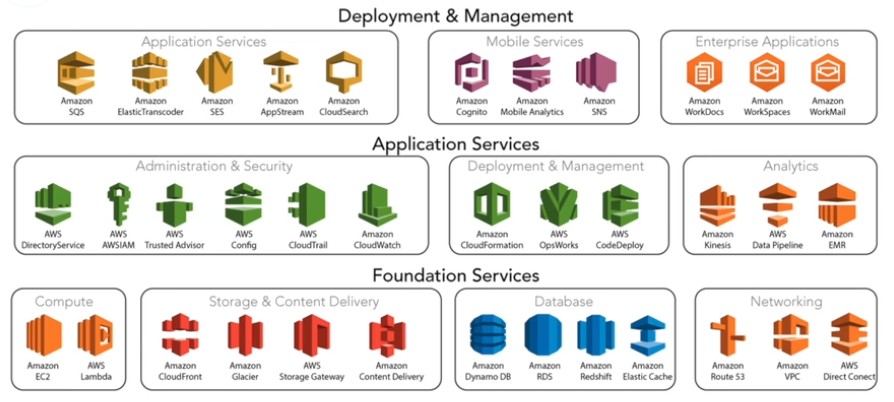 Deployment & Management
Application Services
Mobile Services
Enterprise Applications
Amazon SQS
Amazon ElasticTranscoder
Amazon SES
Amazon AppStream
Amazon CloudSearch
Amazon Cognito
Amazon Mobile Analytics
Amazon SNS
Amazon WorkDocs
Amazon WorkSpaces
Amazon WorkMail
Application Services
Administration & Security
Deployment & Management
Analytics
AWS DirectoryService
AWS AWSIAM
AWS Trusted Advisor
AWS Config
AWS CloudTrail
Amazon CloudWatch
Amazon CloudFormation
AWS OpsWorks
AWS CodeDeploy
Amazon Kinesis
AWS Data Pipeline
Amazon EMR
Foundation Services
Compute
Storage & Content Delivery
Database
Networking
Amazon EC2
AWS Lambda
Amazon CloudFront
Amazon Glacier
AWS Storage Gateway
Amazon Content Delivery
Amazon Dynamo DB
Amazon RDS
Amazon Redshift
Amazon Elastic Cache
Amazon Route 53
Amazon VPC
AWS Direct Conect